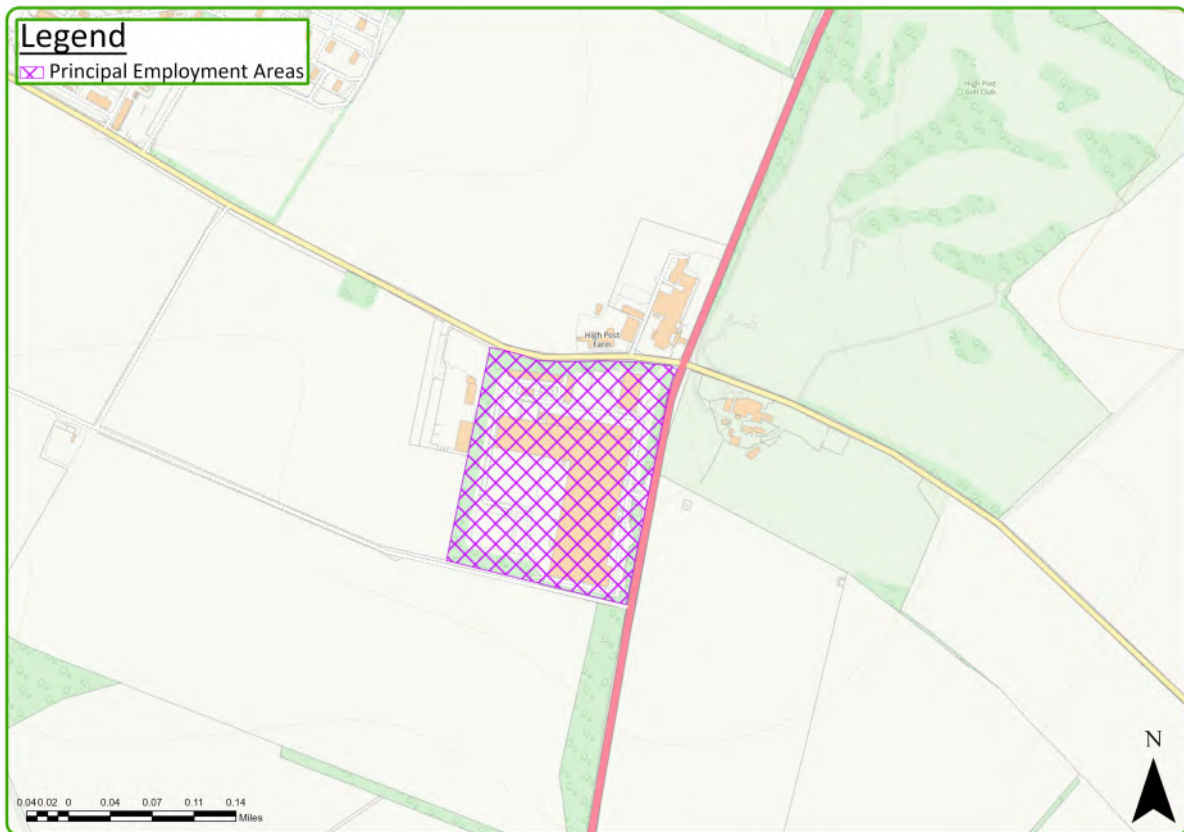 Legend
Principal Employment Areas
High Post
Golf Club
High Post
Farm
N
0.04 0.02 0 0.04 0.07 0.11 0.14
Miles